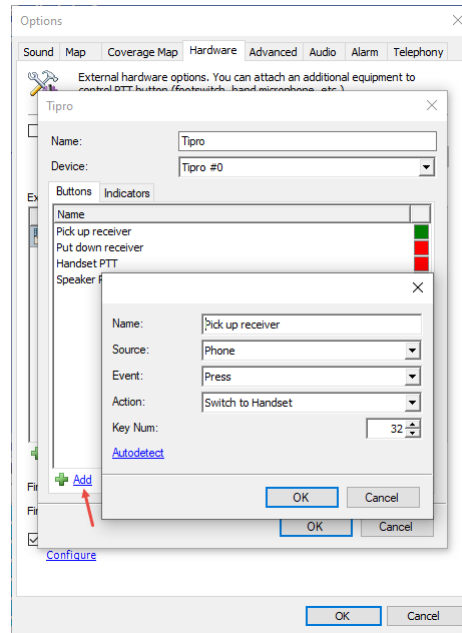 Options
Sound Map Coverage Map Hardware Advanced Audio Alarm Telephony
External hardware options. You can attach an additional equipment to
control PTT button (footswitch, hand microphone, etc.)
Tipro
Name: Tipro
Device: Tipro #0
Buttons Indicators
Name
Pick up receiver
Put down receiver
Handset PTT
Speaker
Name: Pick up receiver
Source: Phone
Event: Press
Action: Switch to Handset
Key Num: 32
Autodetect
OK Cancel
Add
OK Cancel
Configure
OK Cancel